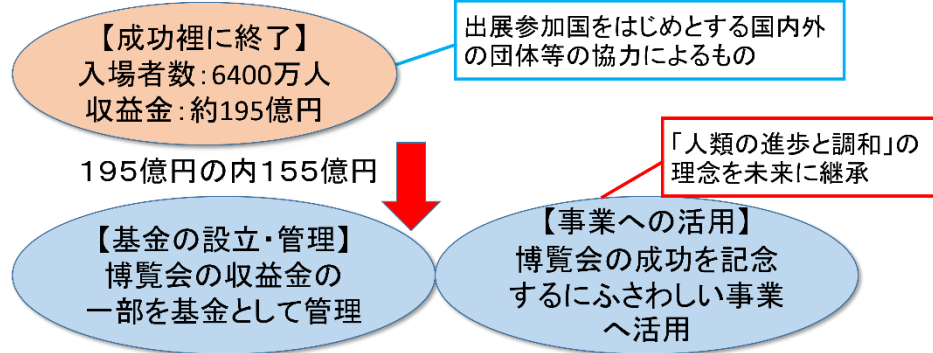 【成功裡に終了】
入場者数:6400万人
収益金:約195億円
出展参加国をはじめとする国内外
の団体等の協力によるもの
195億円の内155億円
「人類の進歩と調和」の
理念を未来に継承
【基金の設立・管理】
博覧会の収益金の
一部を基金として管理
【事業への活用】
博覧会の成功を記念
するにふさわしい事業
へ活用